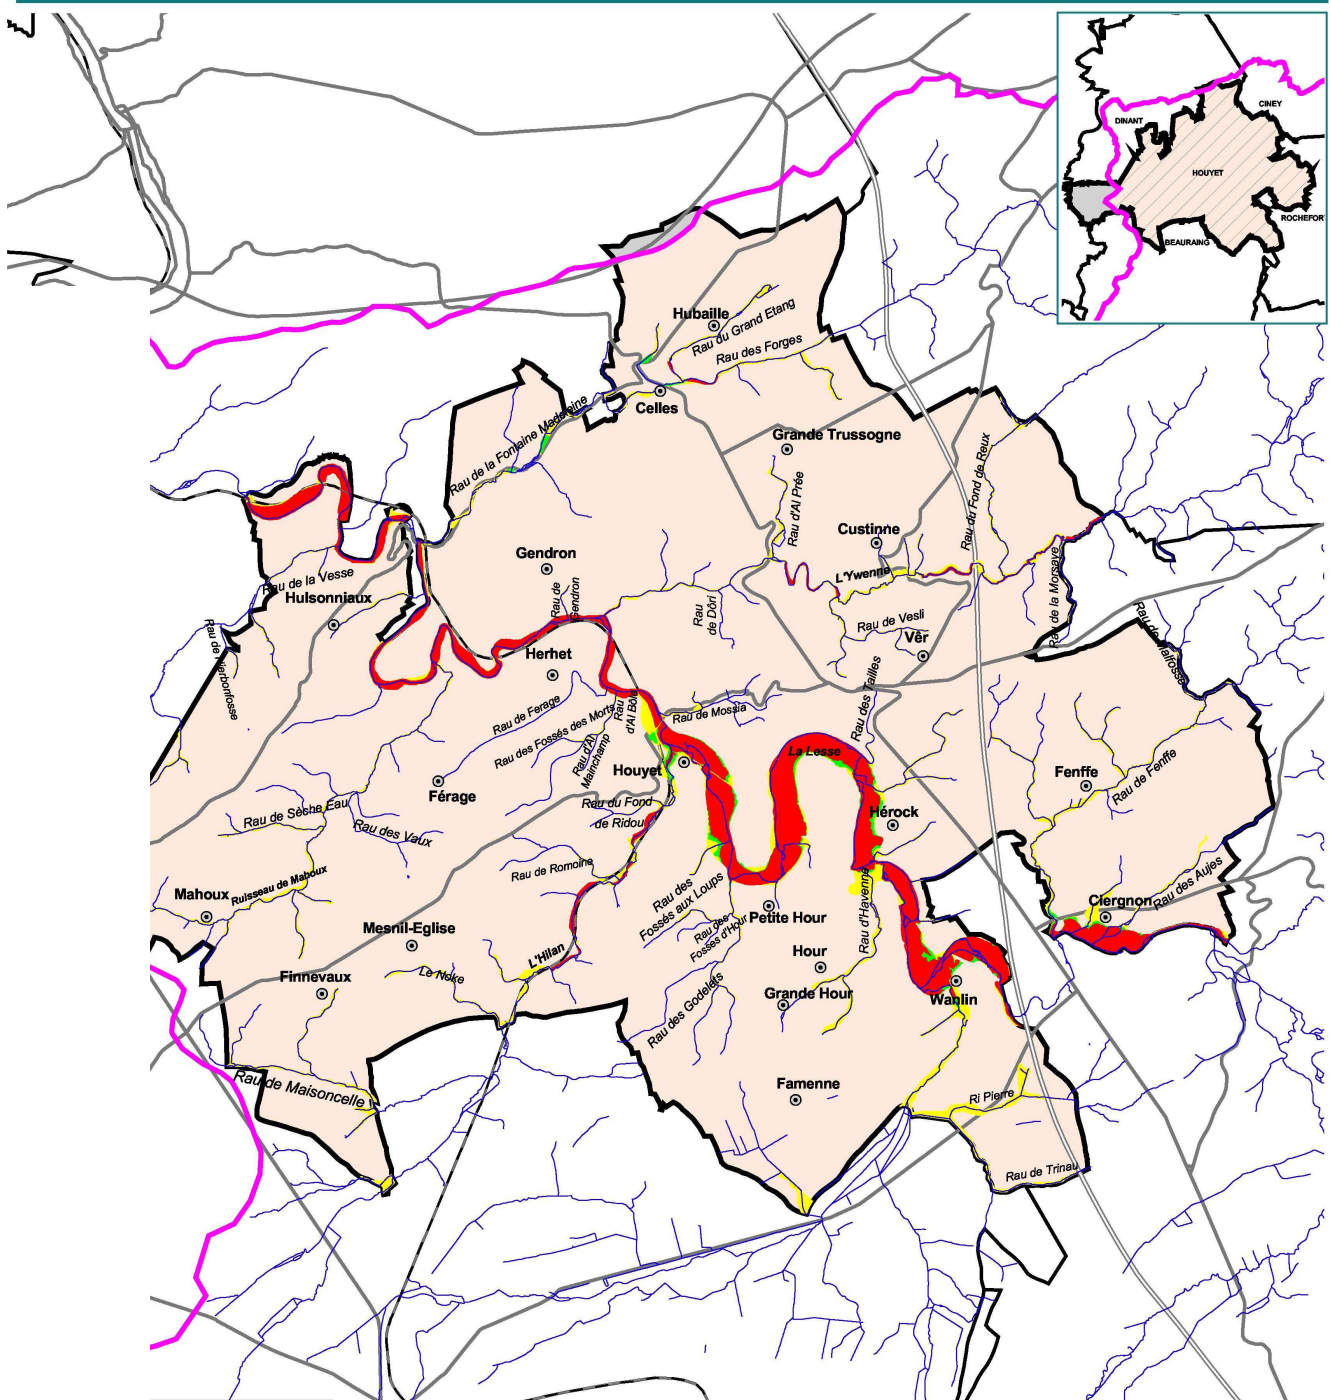 CINEY
DINANT
HOUYET
ROCHEFOR
BEAURAING
Hubaille
Rau du Grand Etang
Rau des Forges
Celles
Rau de la Fontaine Madeleine
Grande Trussogne
Rau d'Al Prée
Rau du Fond de Reux
Custinne
L'Ywenne
Rau de la Morsaye
Gendron
Rau de
Gendron
Rau de la Vesse
Hulsonniaux
Rau de
Dôri
Rau de Vesli
Vêr
Rau de
Herhet
Rau de Ferage
Rau des Fossés des Morts
Rau
d'Al Bole
Rau d'Al
Mainchamp
Rau de Mossia
Rau des Tailles
La Lesse
Houyet
Férage
Fenffe
Rau de Fenffe
Rau du Fond
de Ridou
Hérock
Rau de Sèche Eau
Rau des Vaux
Rau de Romoine
Mahoux
Ruisseau de Mahoux
Rau des
Fossés aux Loups
Rau des
Fosses d'Hour
Petite Hour
Rau d'Havenne
Ciergnon
Rau des Aujes
Mesnil-Eglise
L'Hilan
Hour
Le Noke
Finnevaux
Grande Hour
Wanlin
Rau des Godelets
Rau de Maisoncelle
Famenne
Ri Pierre
Rau de Trinau